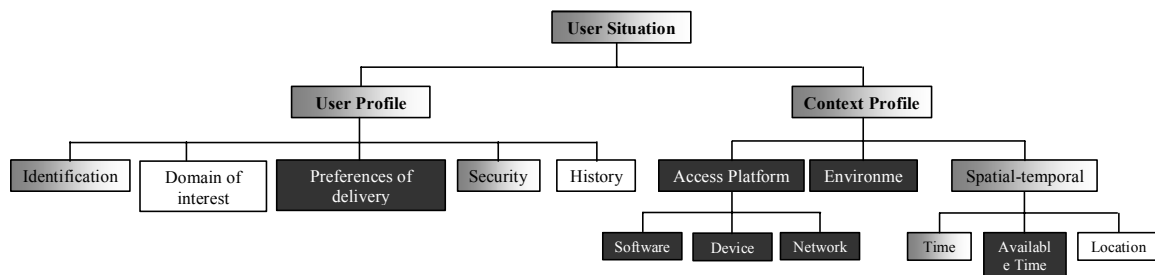 User Situation
User Profile
Context Profile
Identification
Domain of
interest
Preferences of
delivery
Security
History
Access Platform
Environme
Spatial-temporal
Software
Device
Network
Time
Availabl
e Time
Location